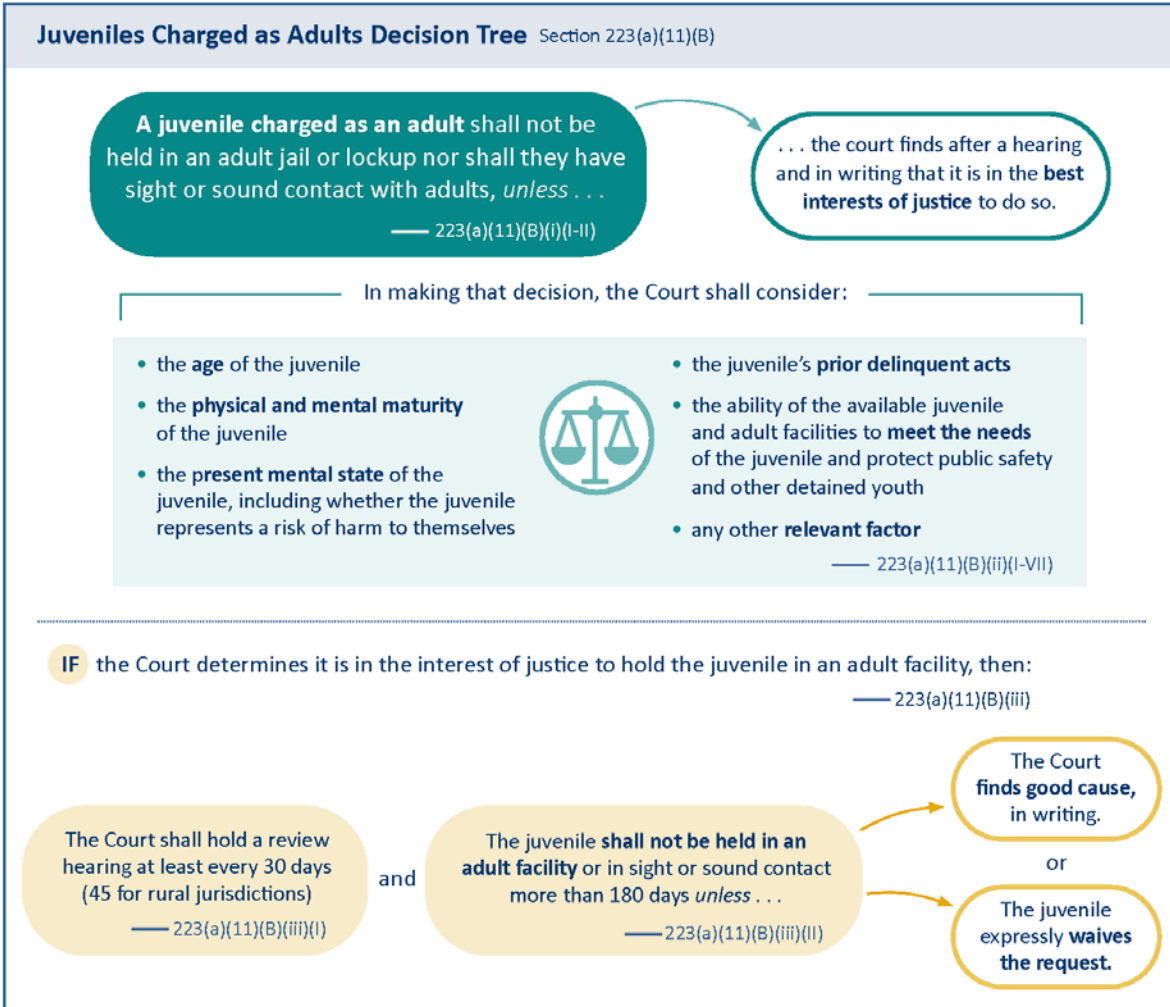 Juveniles Charged as Adults Decision Tree Section 223(a)(11)(B)
A juvenile charged as an adult shall not be
held in an adult jail or lockup nor shall they have
sight or sound contact with adults, unless . . .
— 223(a)(11)(B)(i)(I-II)
. . . the court finds after a hearing
and in writing that it is in the best
interests of justice to do so.
In making that decision, the Court shall consider:
• the age of the juvenile
• the physical and mental maturity
of the juvenile
• the present mental state of the
juvenile, including whether the juvenile
represents a risk of harm to themselves
• the juvenile's prior delinquent acts
• the ability of the available juvenile
and adult facilities to meet the needs
of the juvenile and protect public safety
and other detained youth
• any other relevant factor
— 223(a)(11)(B)(ii)(I-VII)
IF the Court determines it is in the interest of justice to hold the juvenile in an adult facility, then:
— 223(a)(11)(B)(iii)
The Court shall hold a review
hearing at least every 30 days
(45 for rural jurisdictions)
— 223(a)(11)(B)(iii)(I)
and
The juvenile shall not be held in an
adult facility or in sight or sound contact
more than 180 days unless . . .
— 223(a)(11)(B)(iii)(II)
The Court
finds good cause,
in writing.
or
The juvenile
expressly waives
the request.